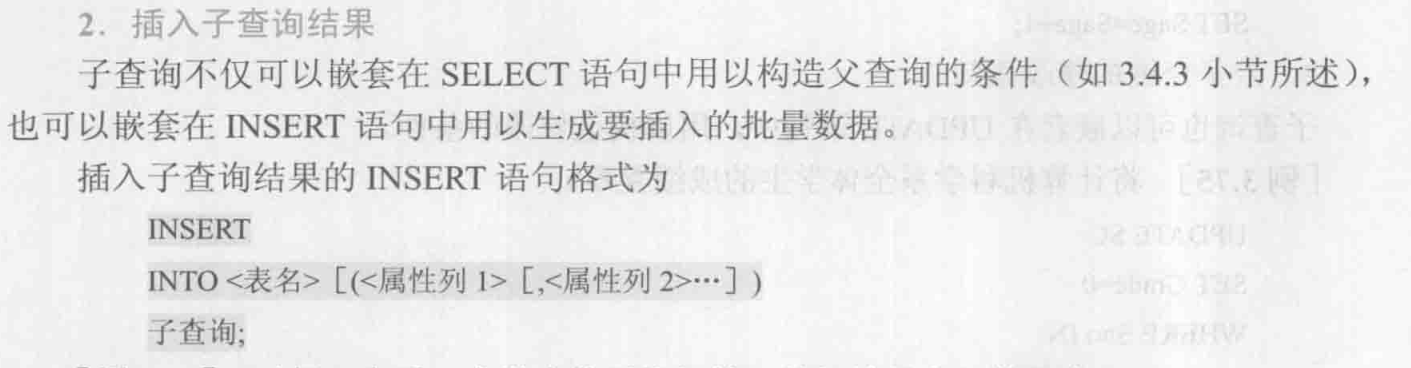 2. 插入子查询结果
子查询不仅可以嵌套在 SELECT 语句中用以构造父查询的条件（如 3.4.3 小节所述），
也可以嵌套在 INSERT 语句中用以生成要插入的批量数据。
插入子查询结果的 INSERT 语句格式为
INSERT
INTO <表名>［(<属性列 1>［,<属性列 2>…］)
子查询;